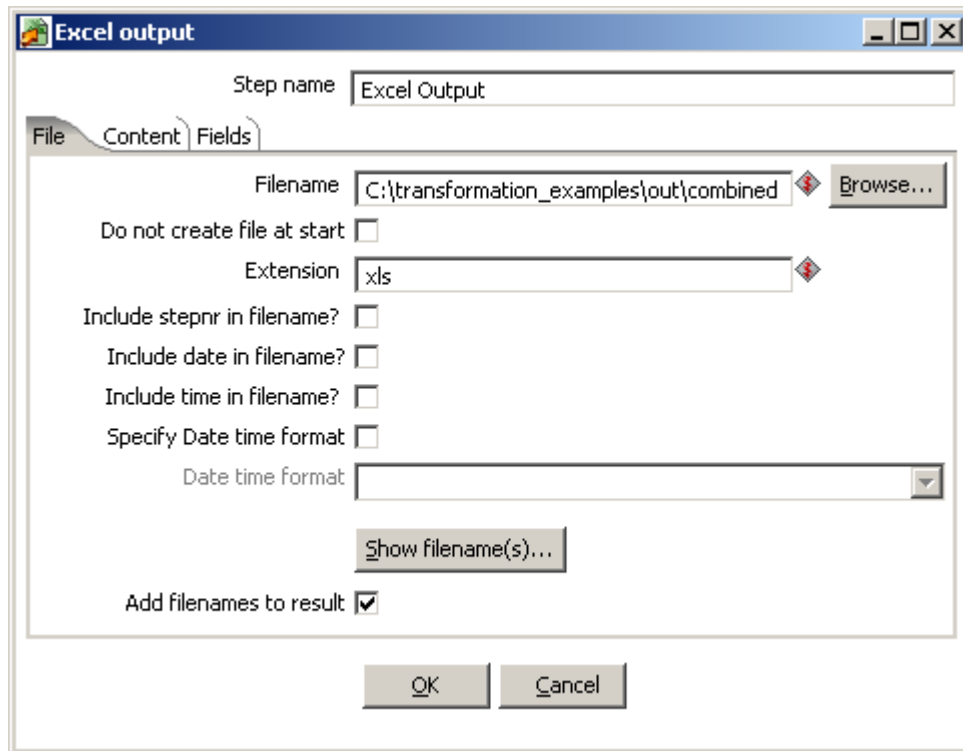 Excel output
Step name Excel Output
File Content Fields
Filename C:\transformation_examples\out\combined Browse...
Do not create file at start
Extension xls
Include stepnr in filename?
Include date in filename?
Include time in filename?
Specify Date time format
Date time format
Show filename(s)...
Add filenames to result
OK Cancel